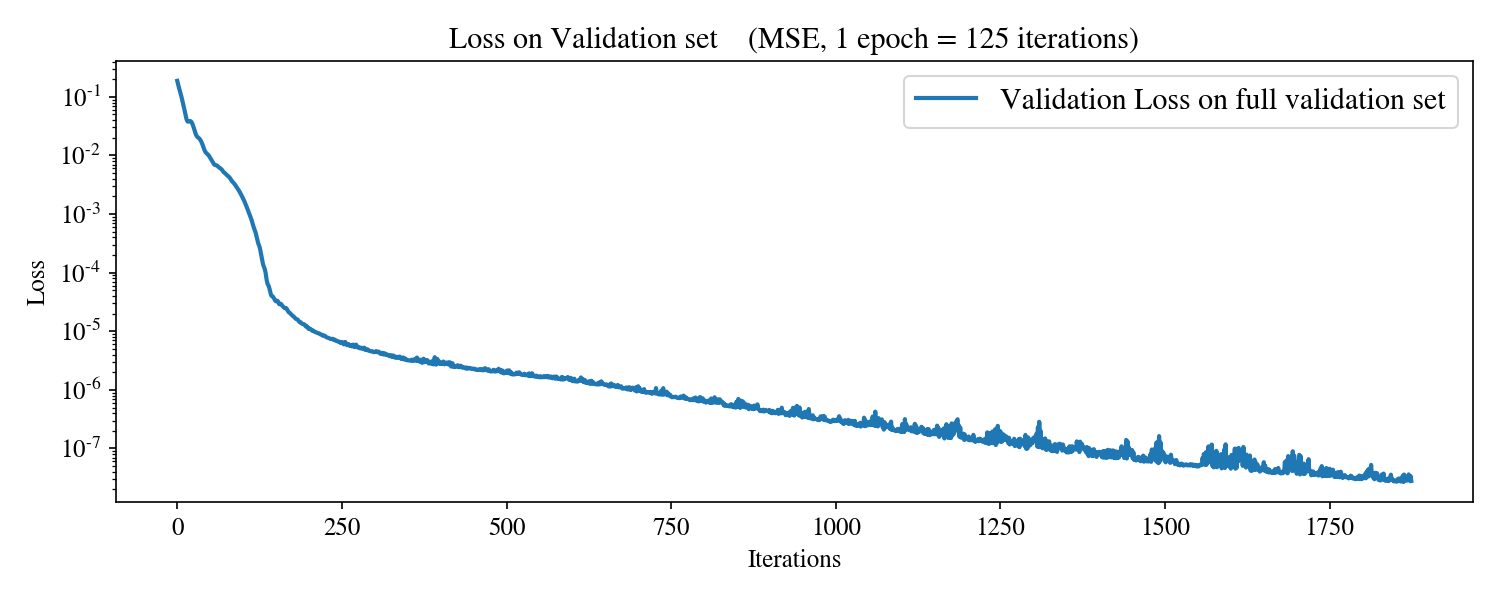 Loss on Validation set (MSE, 1 epoch = 125 iterations)
Validation Loss on full validation set
Loss
10⁻¹
10⁻²
10⁻³
10⁻⁴
10⁻⁵
10⁻⁶
10⁻⁷
0 250 500 750 1000 1250 1500 1750
Iterations